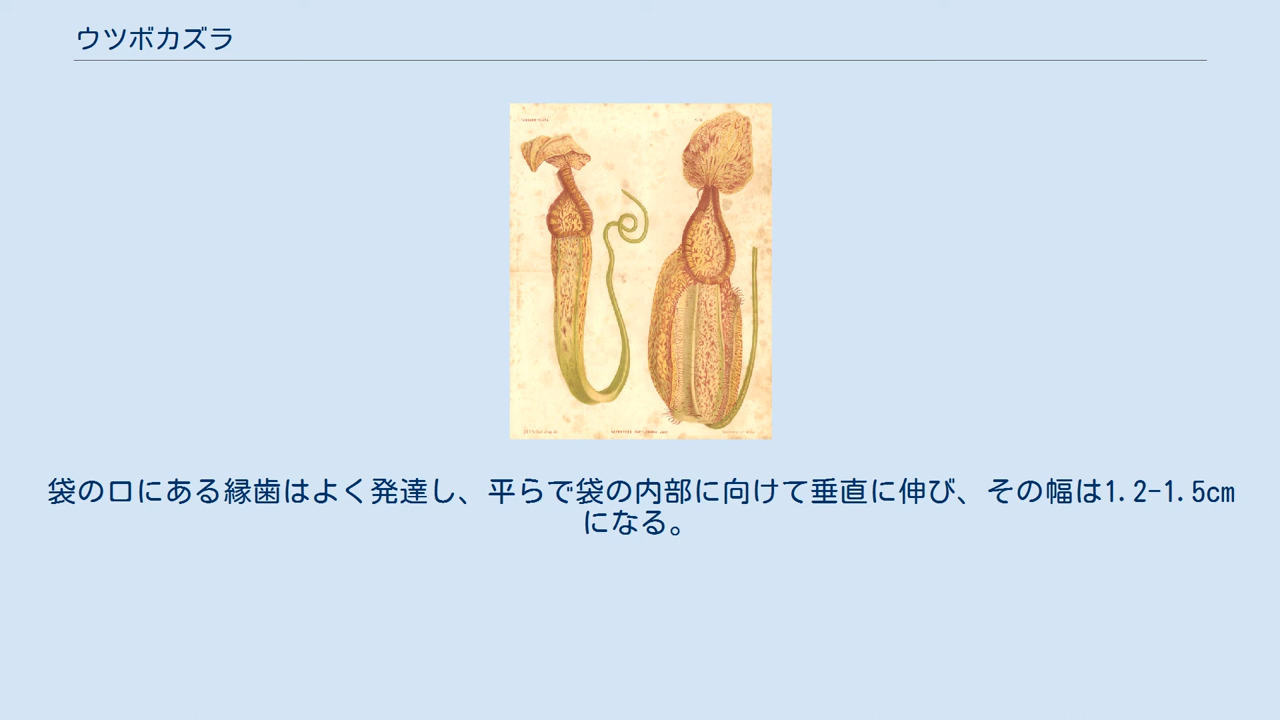 ウツボカズラ
袋の口にある縁歯はよく発達し、平らで袋の内部に向けて垂直に伸び、その幅は1.2-1.5cm
になる。